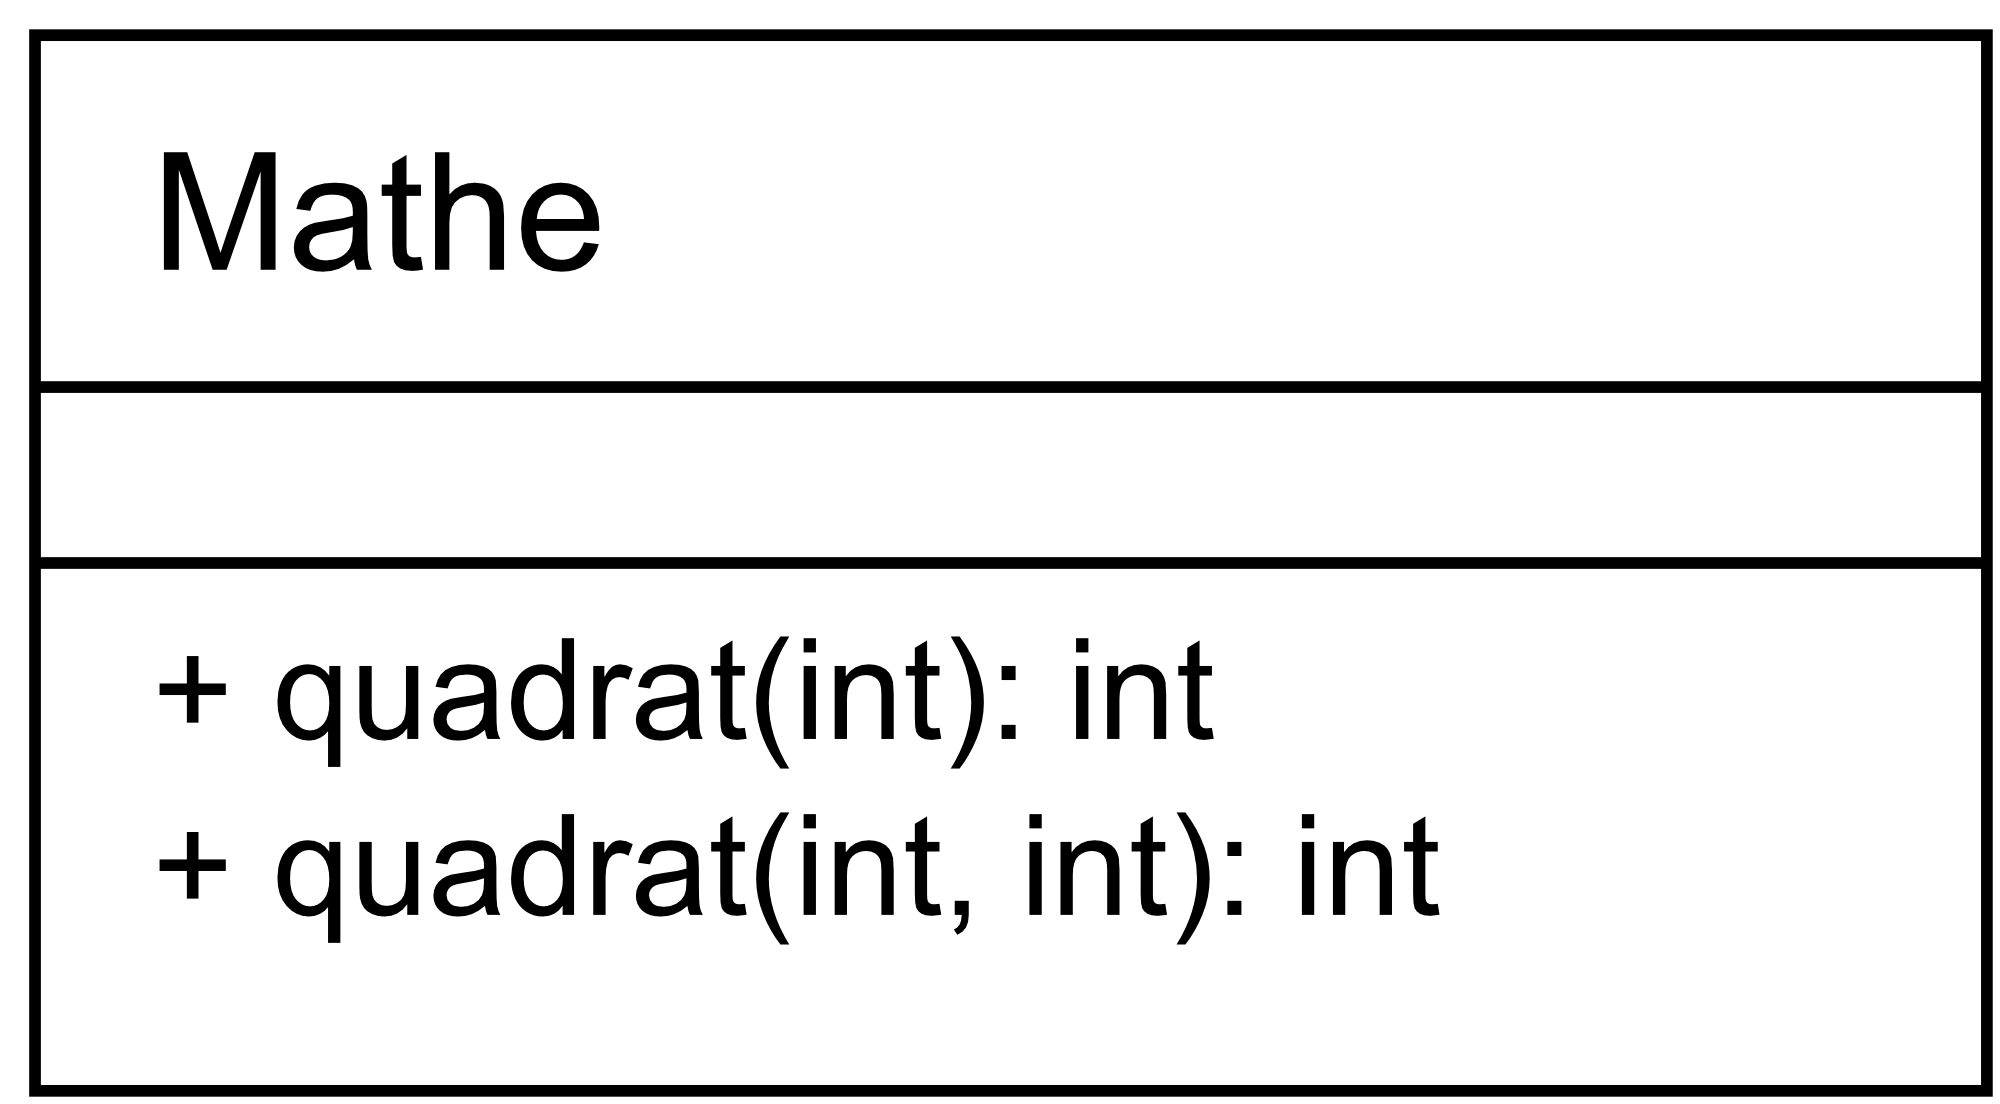 Mathe
+ quadrat(int): int
+ quadrat(int, int): int